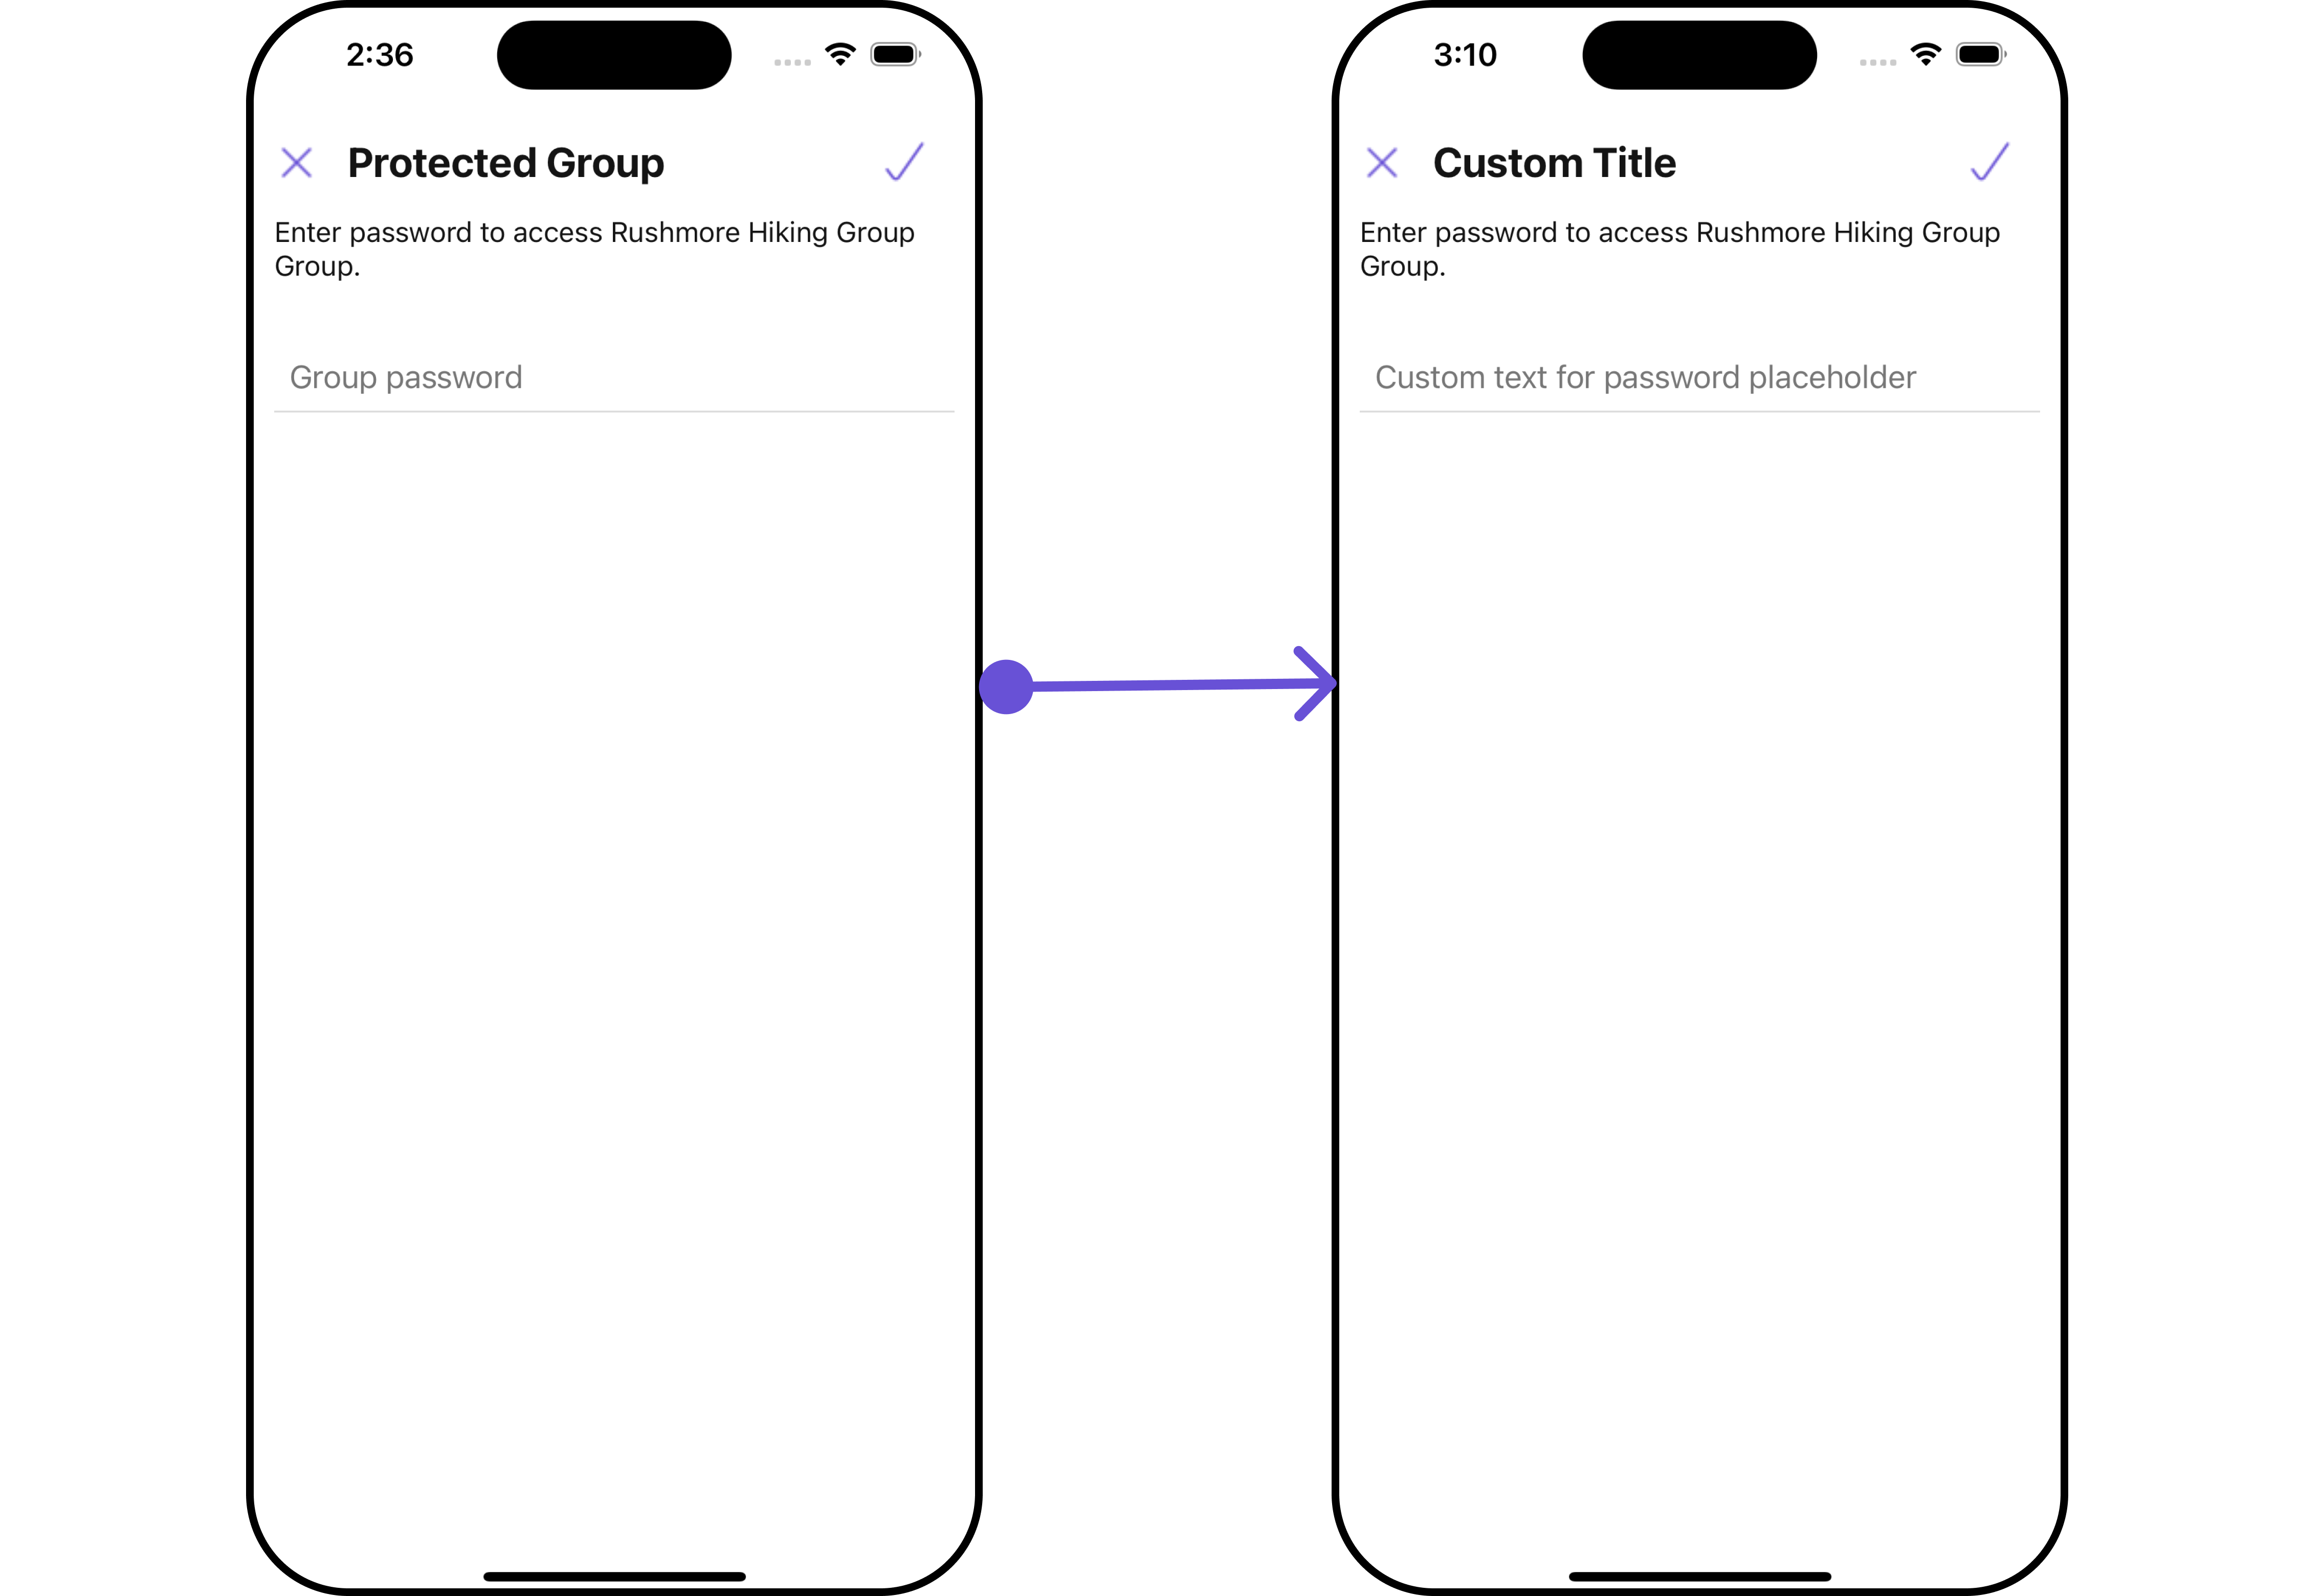 2:36
Protected Group
Enter password to access Rushmore Hiking Group
Group.
Group password
3:10
Custom Title
Enter password to access Rushmore Hiking Group
Group.
Custom text for password placeholder